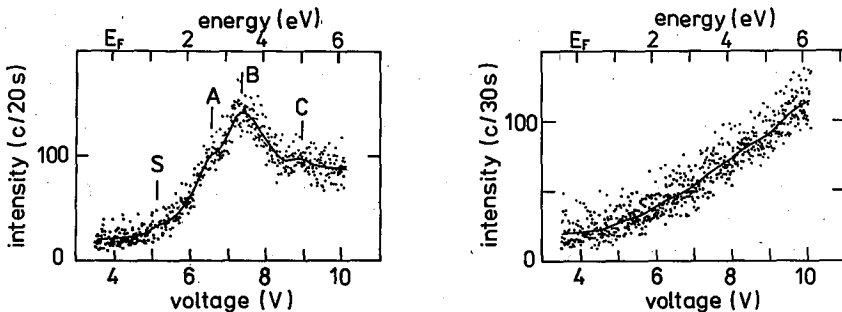 energy (eV)
E_F 2 4 6
B
A
C
S
100
0
intensity (c/20 s)
4 6 8 10
voltage (V)
energy (eV)
E_F 2 4 6
100
0
intensity (c/30s)
4 6 8 10
voltage (V)